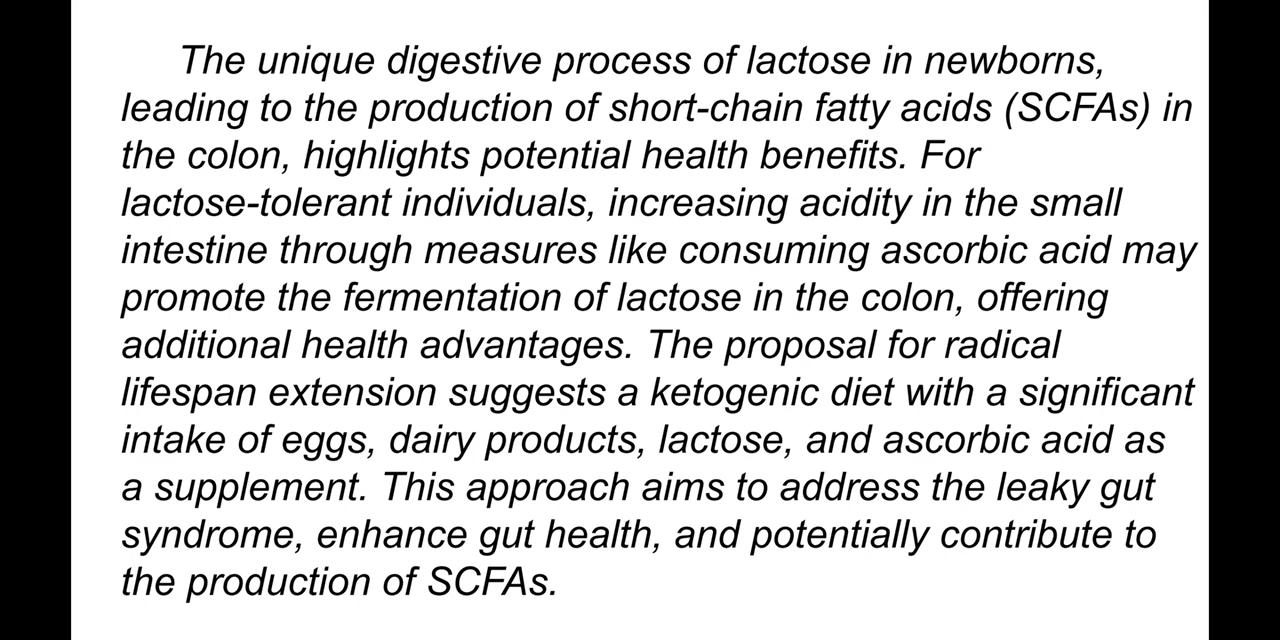 The unique digestive process of lactose in newborns,
leading to the production of short-chain fatty acids (SCFAs) in
the colon, highlights potential health benefits. For
lactose-tolerant individuals, increasing acidity in the small
intestine through measures like consuming ascorbic acid may
promote the fermentation of lactose in the colon, offering
additional health advantages. The proposal for radical
lifespan extension suggests a ketogenic diet with a significant
intake of eggs, dairy products, lactose, and ascorbic acid as
a supplement. This approach aims to address the leaky gut
syndrome, enhance gut health, and potentially contribute to
the production of SCFAs.